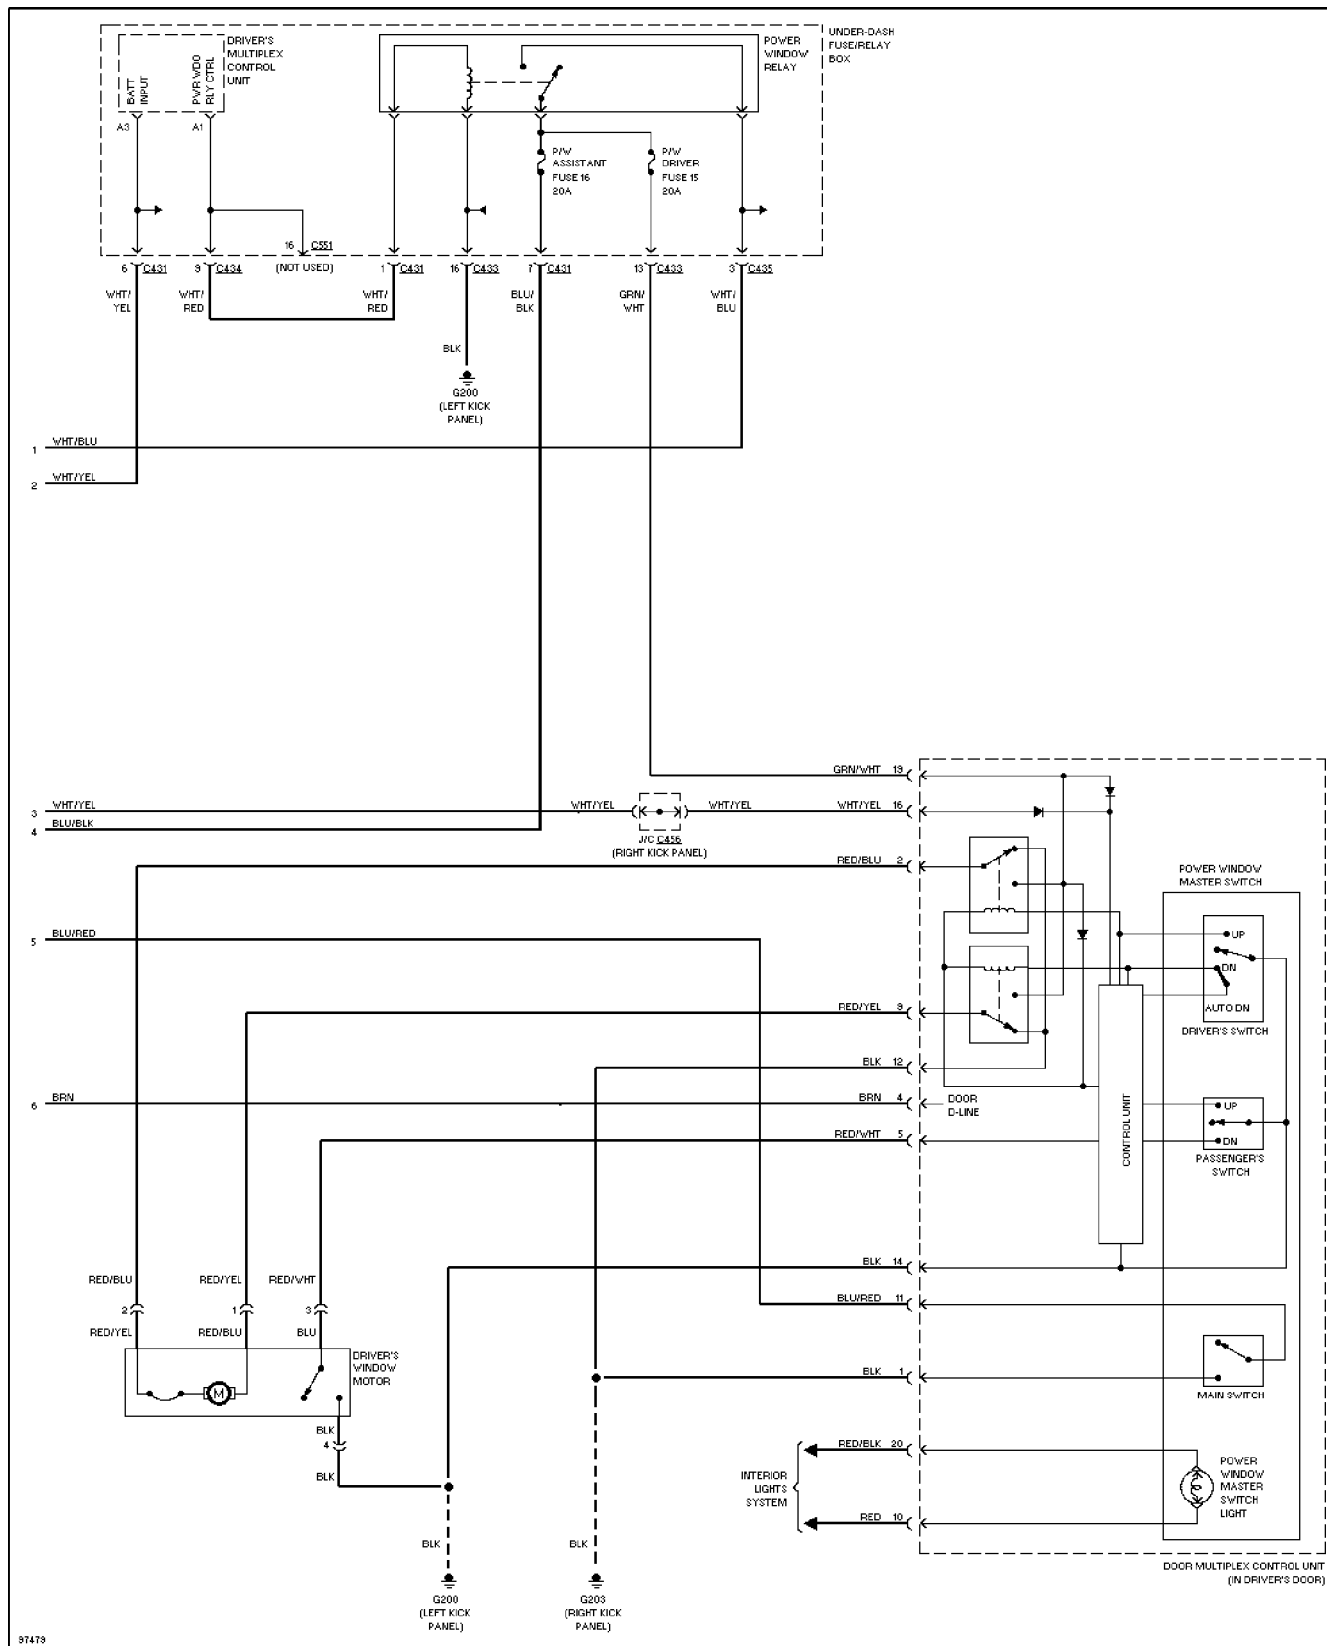 DRIVER'S
MULTIPLEX
CONTROL
UNIT
BATT
INPUT
PWR WDO
RLY CTRL
POWER
WINDOW
RELAY
UNDER-DASH
FUSE/RELAY
BOX
A3
A1
P/W
ASSISTANT
FUSE 16
20A
P/W
DRIVER
FUSE 15
20A
16 C551
(NOT USED)
6 C431
9 C434
1 C431
16 C433
7 C431
13 C433
3 C435
WHT/
YEL
WHT/
RED
WHT/
RED
BLU/
BLK
GRN/
WHT
WHT/
BLU
BLK
G200
(LEFT KICK
PANEL)
1 WHT/BLU
2 WHT/YEL
GRN/WHT 19
3 WHT/YEL
WHT/YEL
WHT/YEL
WHT/YEL 16
4 BLU/BLK
J/C C456
(RIGHT KICK PANEL)
RED/BLU 2
POWER WINDOW
MASTER SWITCH
5 BLU/RED
UP
DN
AUTO DN
DRIVER'S SWITCH
RED/YEL 9
BLK 12
6 BRN
BRN 4
DOOR
D-LINE
CONTROL UNIT
UP
DN
PASSENGER'S
SWITCH
RED/WHT 5
BLK 14
RED/BLU
RED/YEL
RED/WHT
BLU/RED 11
2
1
3
RED/YEL
RED/BLU
BLU
DRIVER'S
WINDOW
MOTOR
M
BLK 1
MAIN SWITCH
BLK
4
BLK
RED/BLK 20
INTERIOR
LIGHTS
SYSTEM
POWER
WINDOW
MASTER
SWITCH
LIGHT
RED 10
BLK
BLK
G200
(LEFT KICK
PANEL)
G203
(RIGHT KICK
PANEL)
DOOR MULTIPLEX CONTROL UNIT
(IN DRIVER'S DOOR)
97479